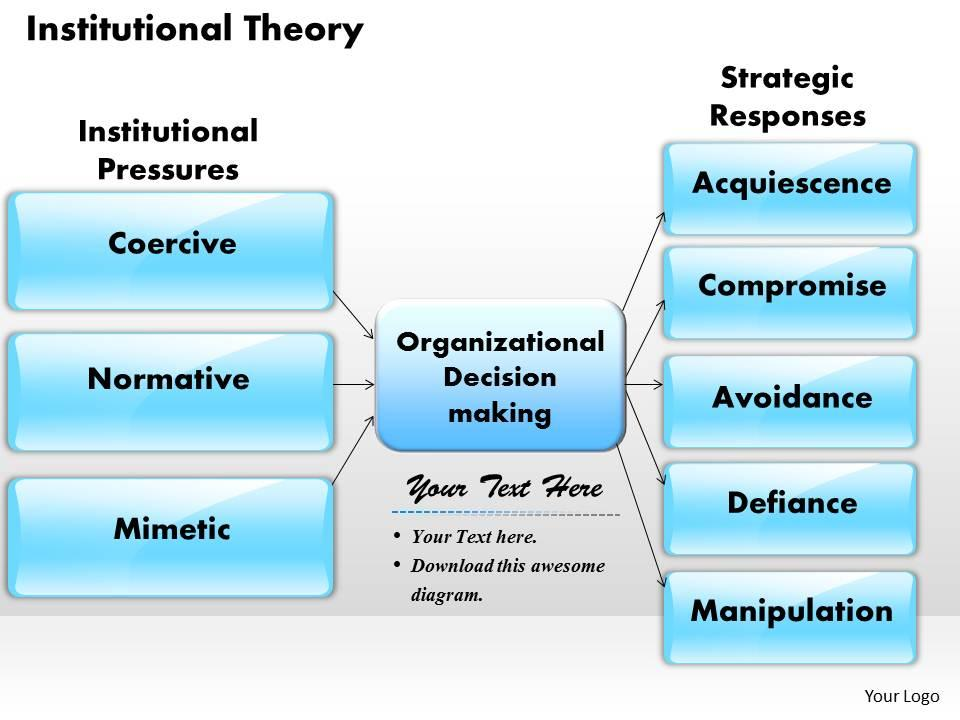 Institutional Theory
Institutional
Pressures
Coercive
Normative
Mimetic
Organizational
Decision
making
Your Text Here
• Your Text here.
• Download this awesome
diagram.
Strategic
Responses
Acquiescence
Compromise
Avoidance
Defiance
Manipulation
Your Logo